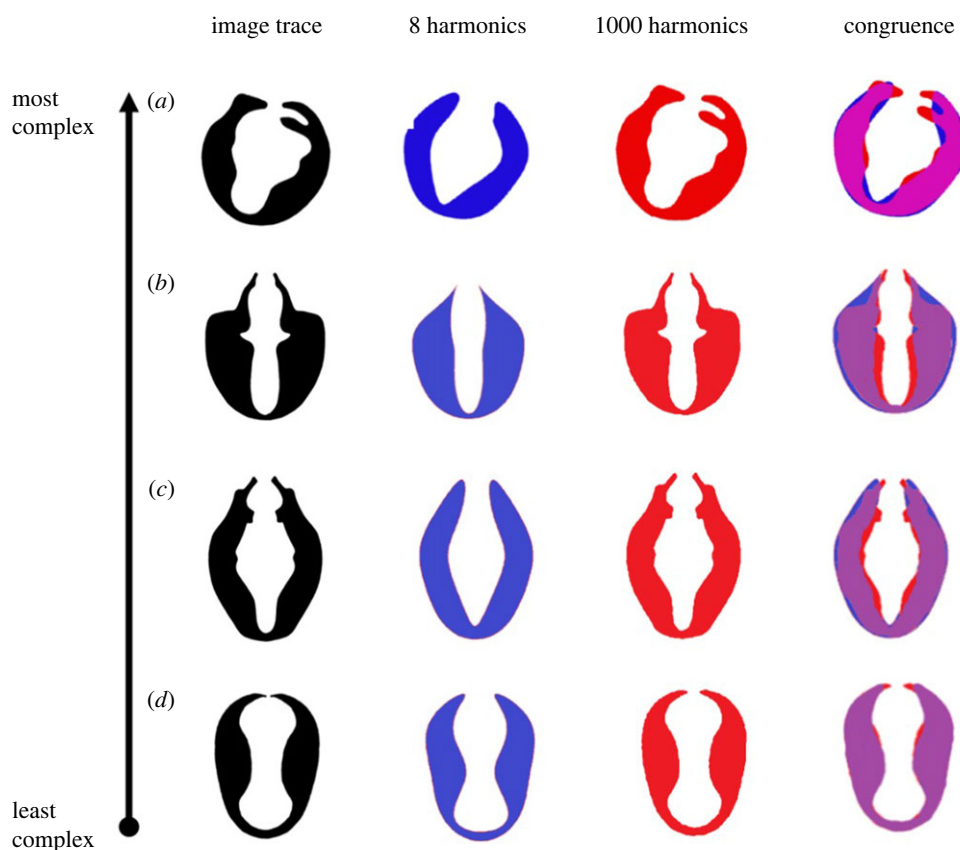 image trace
8 harmonics
1000 harmonics
congruence
most
complex
(a)
(b)
(c)
(d)
least
complex